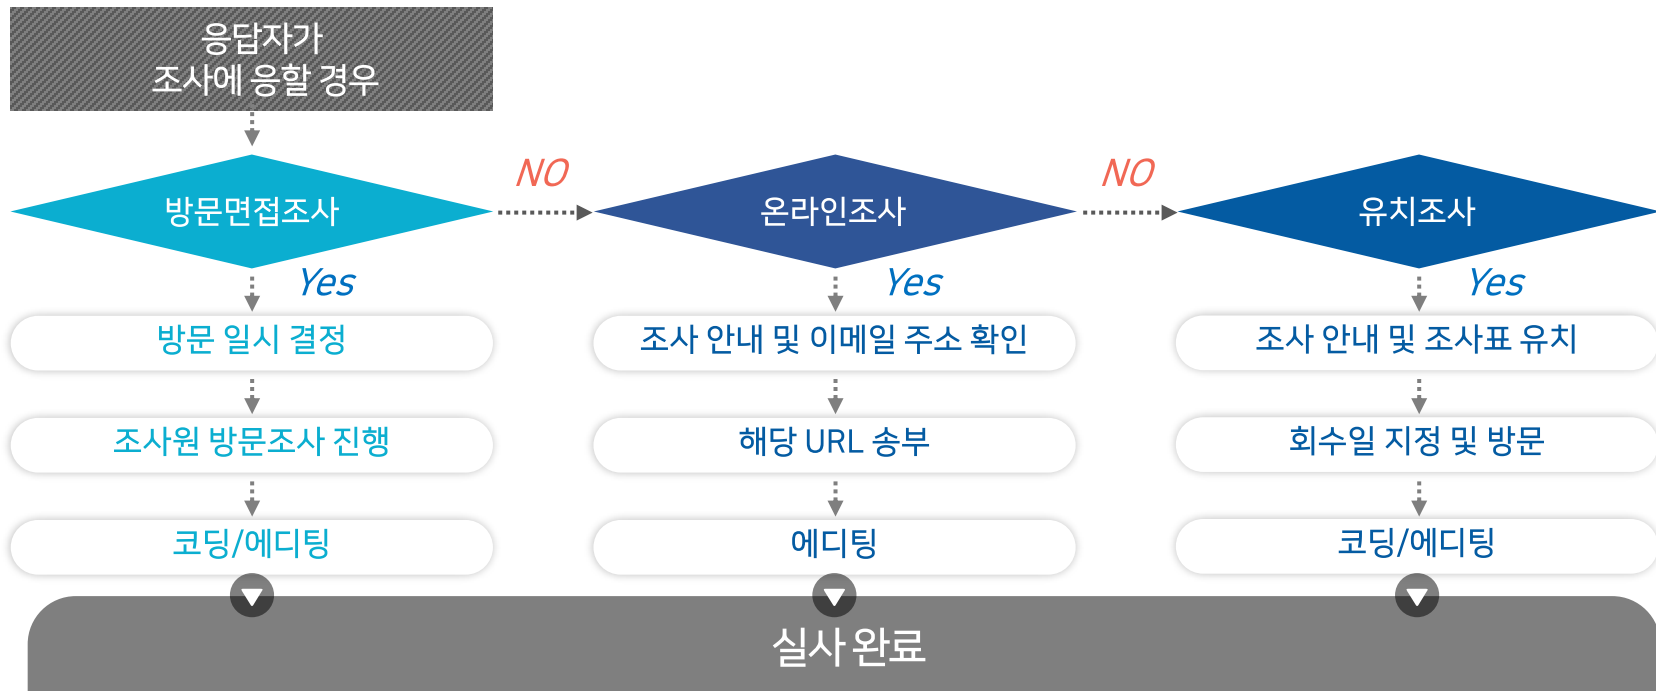 응답자가
조사에 응할 경우
방문면접조사
NO
온라인조사
NO
유치조사
Yes
Yes
Yes
방문 일시 결정
조사 안내 및 이메일 주소 확인
조사 안내 및 조사표 유치
조사원 방문조사 진행
해당 URL 송부
회수일 지정 및 방문
코딩/에디팅
에디팅
코딩/에디팅
실사 완료